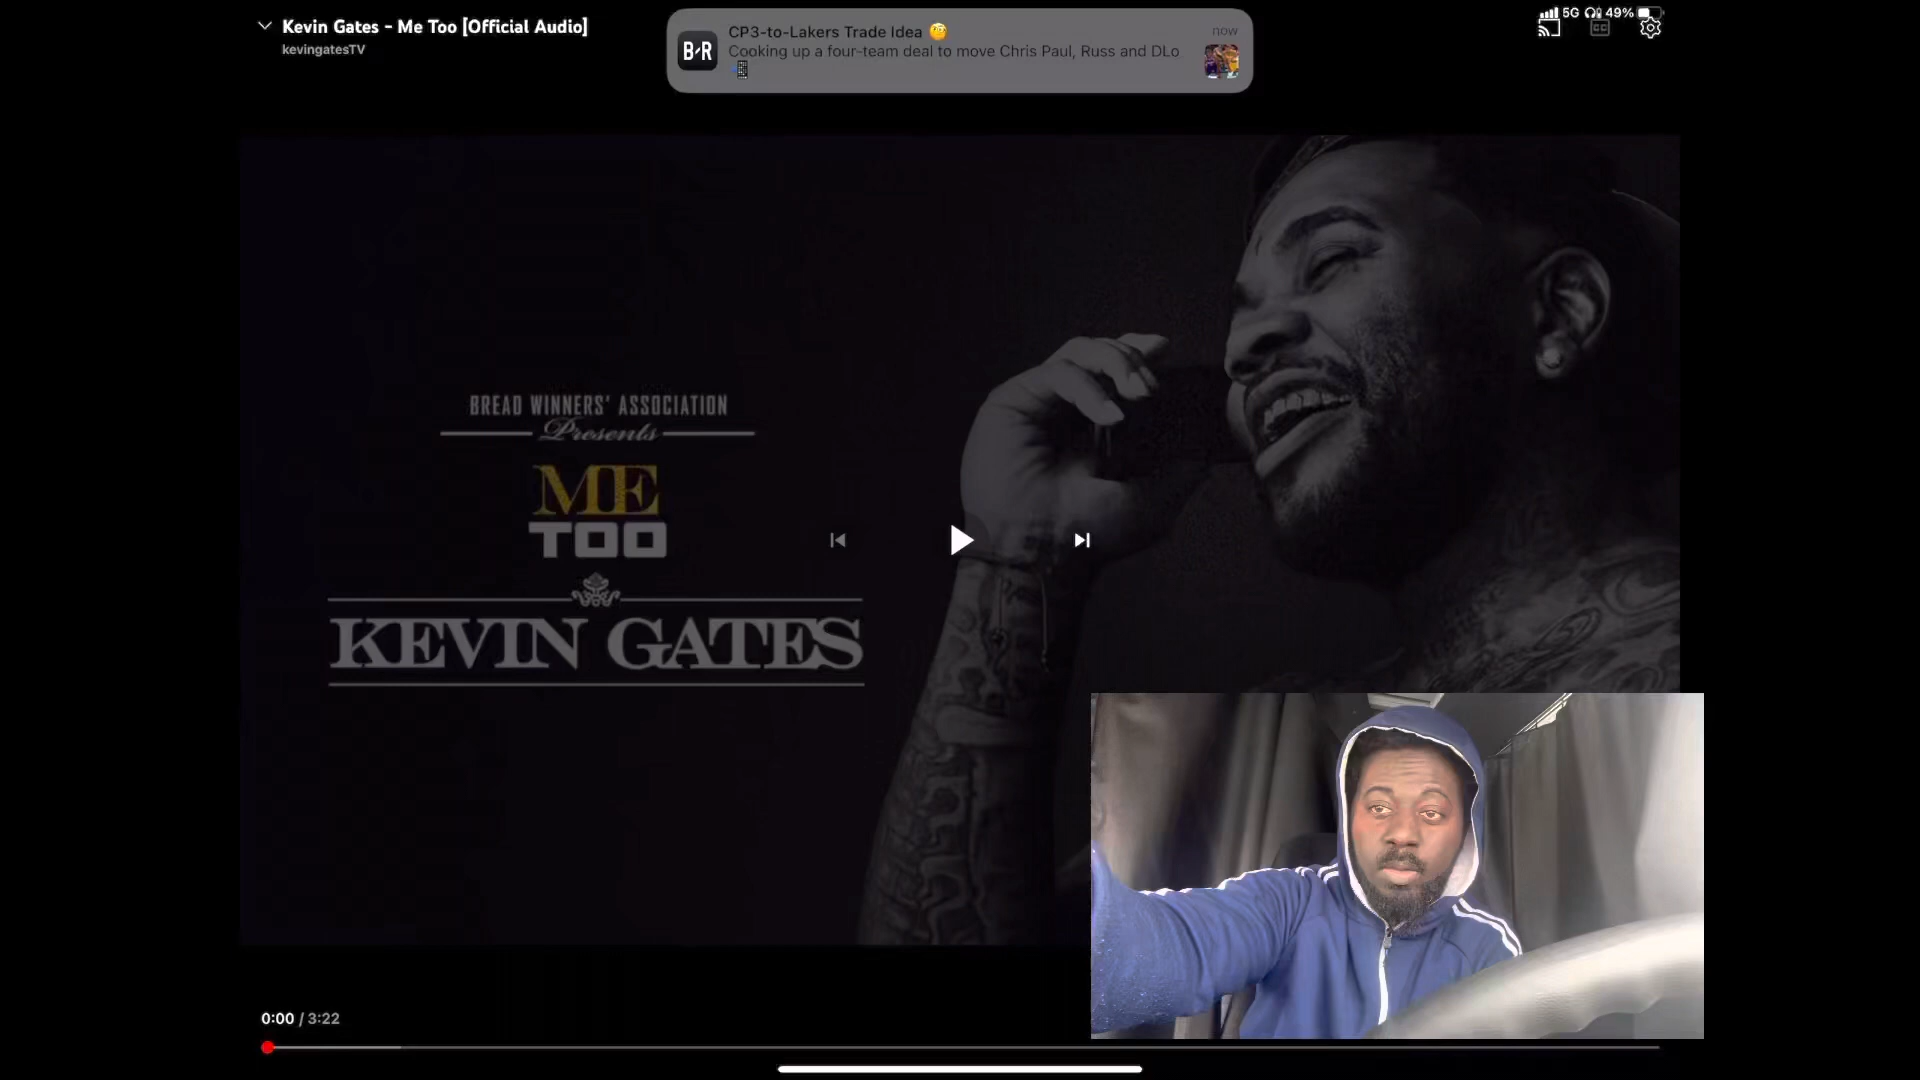 Kevin Gates - Me Too [Official Audio]
kevingatesTV
B/R
CP3-to-Lakers Trade Idea 🤔
now
Cooking up a four-team deal to move Chris Paul, Russ and DLo
📲
5G 49%
CC
BREAD WINNERS' ASSOCIATION
Presents
ME
TOO
KEVIN GATES
0:00 / 3:22